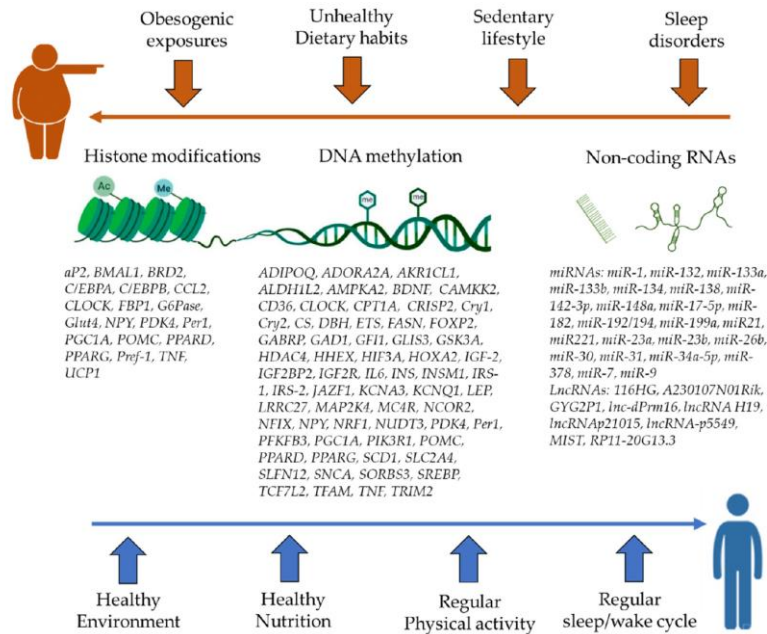 Obesogenic
exposures
Unhealthy
Dietary habits
Sedentary
lifestyle
Sleep
disorders
Histone modifications
DNA methylation
Non-coding RNAs
Ac
Me
me
me
aP2, BMAL1, BRD2,
C/EBPA, C/EBPB, CCL2,
CLOCK, FBP1, G6Pase,
Glut4, NPY, PDK4, Per1,
PGC1A, POMC, PPARD,
PPARG, Pref-1, TNF,
UCP1
ADIPOQ, ADORA2A, AKR1CL1,
ALDH1L2, AMPKA2, BDNF, CAMKK2,
CD36, CLOCK, CPT1A, CRISP2, Cry1,
Cry2, CS, DBH, ETS, FASN, FOXP2,
GABRP, GAD1, GFI1, GLIS3, GSK3A,
HDAC4, HHEX, HIF3A, HOXA2, IGF-2,
IGF2BP2, IGF2R, IL6, INS, INSM1, IRS-
1, IRS-2, JAZF1, KCNA3, KCNQ1, LEP,
LRRC27, MAP2K4, MC4R, NCOR2,
NFIX, NPY, NRF1, NUDT3, PDK4, Per1,
PFKFB3, PGC1A, PIK3R1, POMC,
PPARD, PPARG, SCD1, SLC2A4,
SLFN12, SNCA, SORBS3, SREBP,
TCF7L2, TFAM, TNF, TRIM2
miRNAs: miR-1, miR-132, miR-133a,
miR-133b, miR-134, miR-138, miR-
142-3p, miR-148a, miR-17-5p, miR-
182, miR-192/194, miR-199a, miR21,
miR221, miR-23a, miR-23b, miR-26b,
miR-30, miR-31, miR-34a-5p, miR-
378, miR-7, miR-9
LncRNAs: 116HG, A230107N01Rik,
GYG2P1, lnc-dPrm16, lncRNA H19,
lncRNAp21015, lncRNA-p5549,
MIST, RP11-20G13.3
Healthy
Environment
Healthy
Nutrition
Regular
Physical activity
Regular
sleep/wake cycle